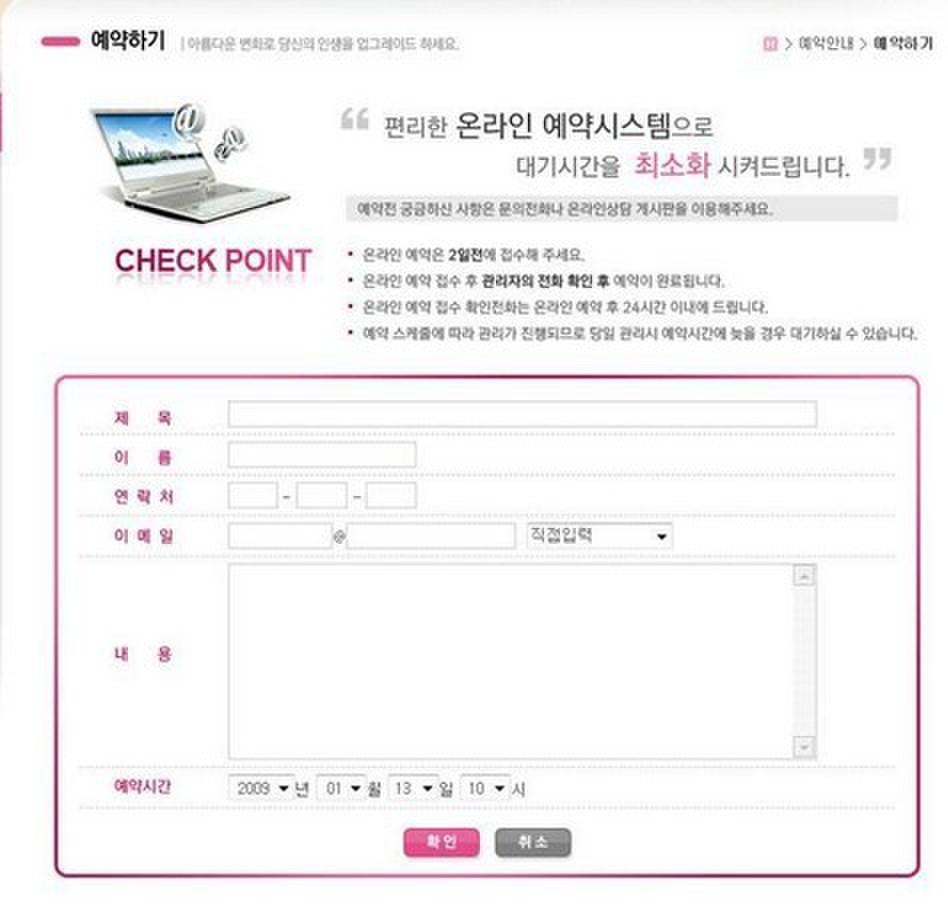 예약하기 | 아름다운 변화로 당신의 인생을 업그레이드 하세요.
H > 예약안내 > 예약하기
“ 편리한 온라인 예약시스템으로
대기시간을 최소화 시켜드립니다. ”
예약전 궁금하신 사항은 문의전화나 온라인상담 게시판을 이용해주세요.
CHECK POINT
• 온라인 예약은 2일전에 접수해 주세요.
• 온라인 예약 접수 후 관리자의 전화 확인 후 예약이 완료됩니다.
• 온라인 예약 접수 확인전화는 온라인 예약 후 24시간 이내에 드립니다.
• 예약 스케줄에 따라 관리가 진행되므로 당일 관리시 예약시간에 늦을 경우 대기하실 수 있습니다.
제 목
이 름
연 락 처 - -
이 메 일 @ 직접입력
내 용
예약시간 2009 년 01 월 13 일 10 시
확 인 취 소